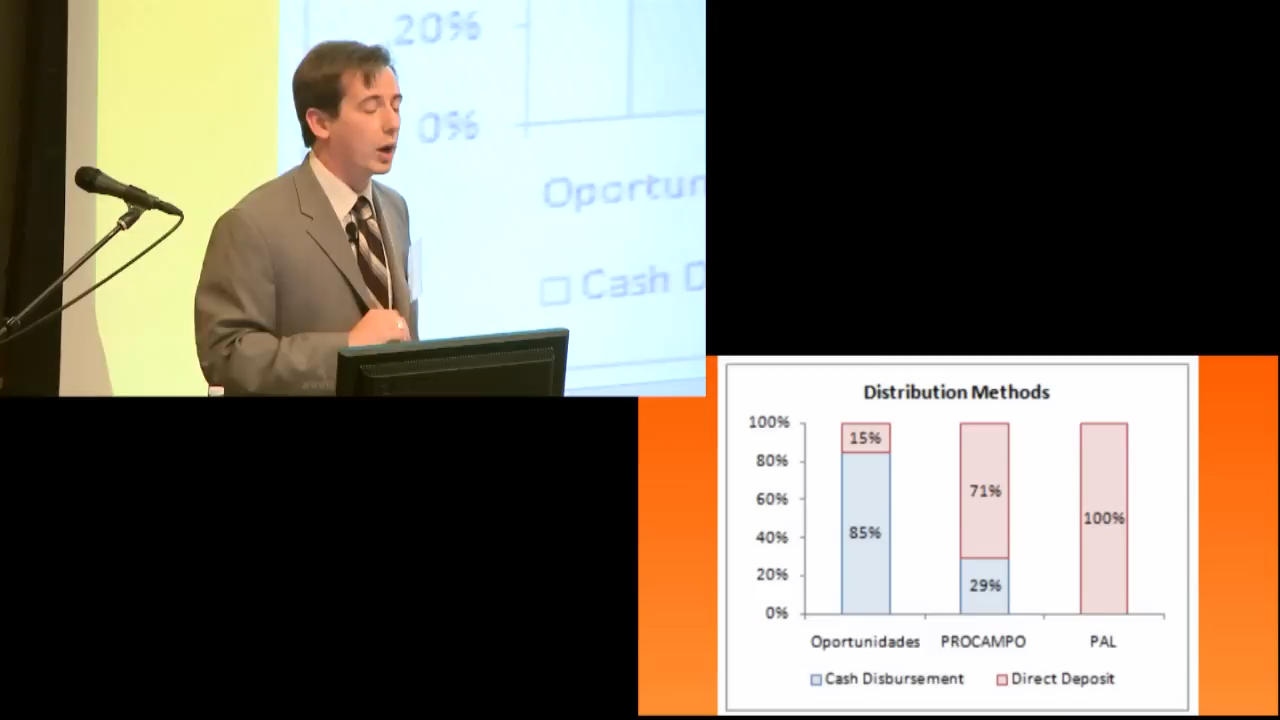 20%
0%
Oportun
Cash D
Distribution Methods
100%
80%
60%
40%
20%
0%
15%
85%
71%
29%
100%
Oportunidades PROCAMPO PAL
Cash Disbursement Direct Deposit